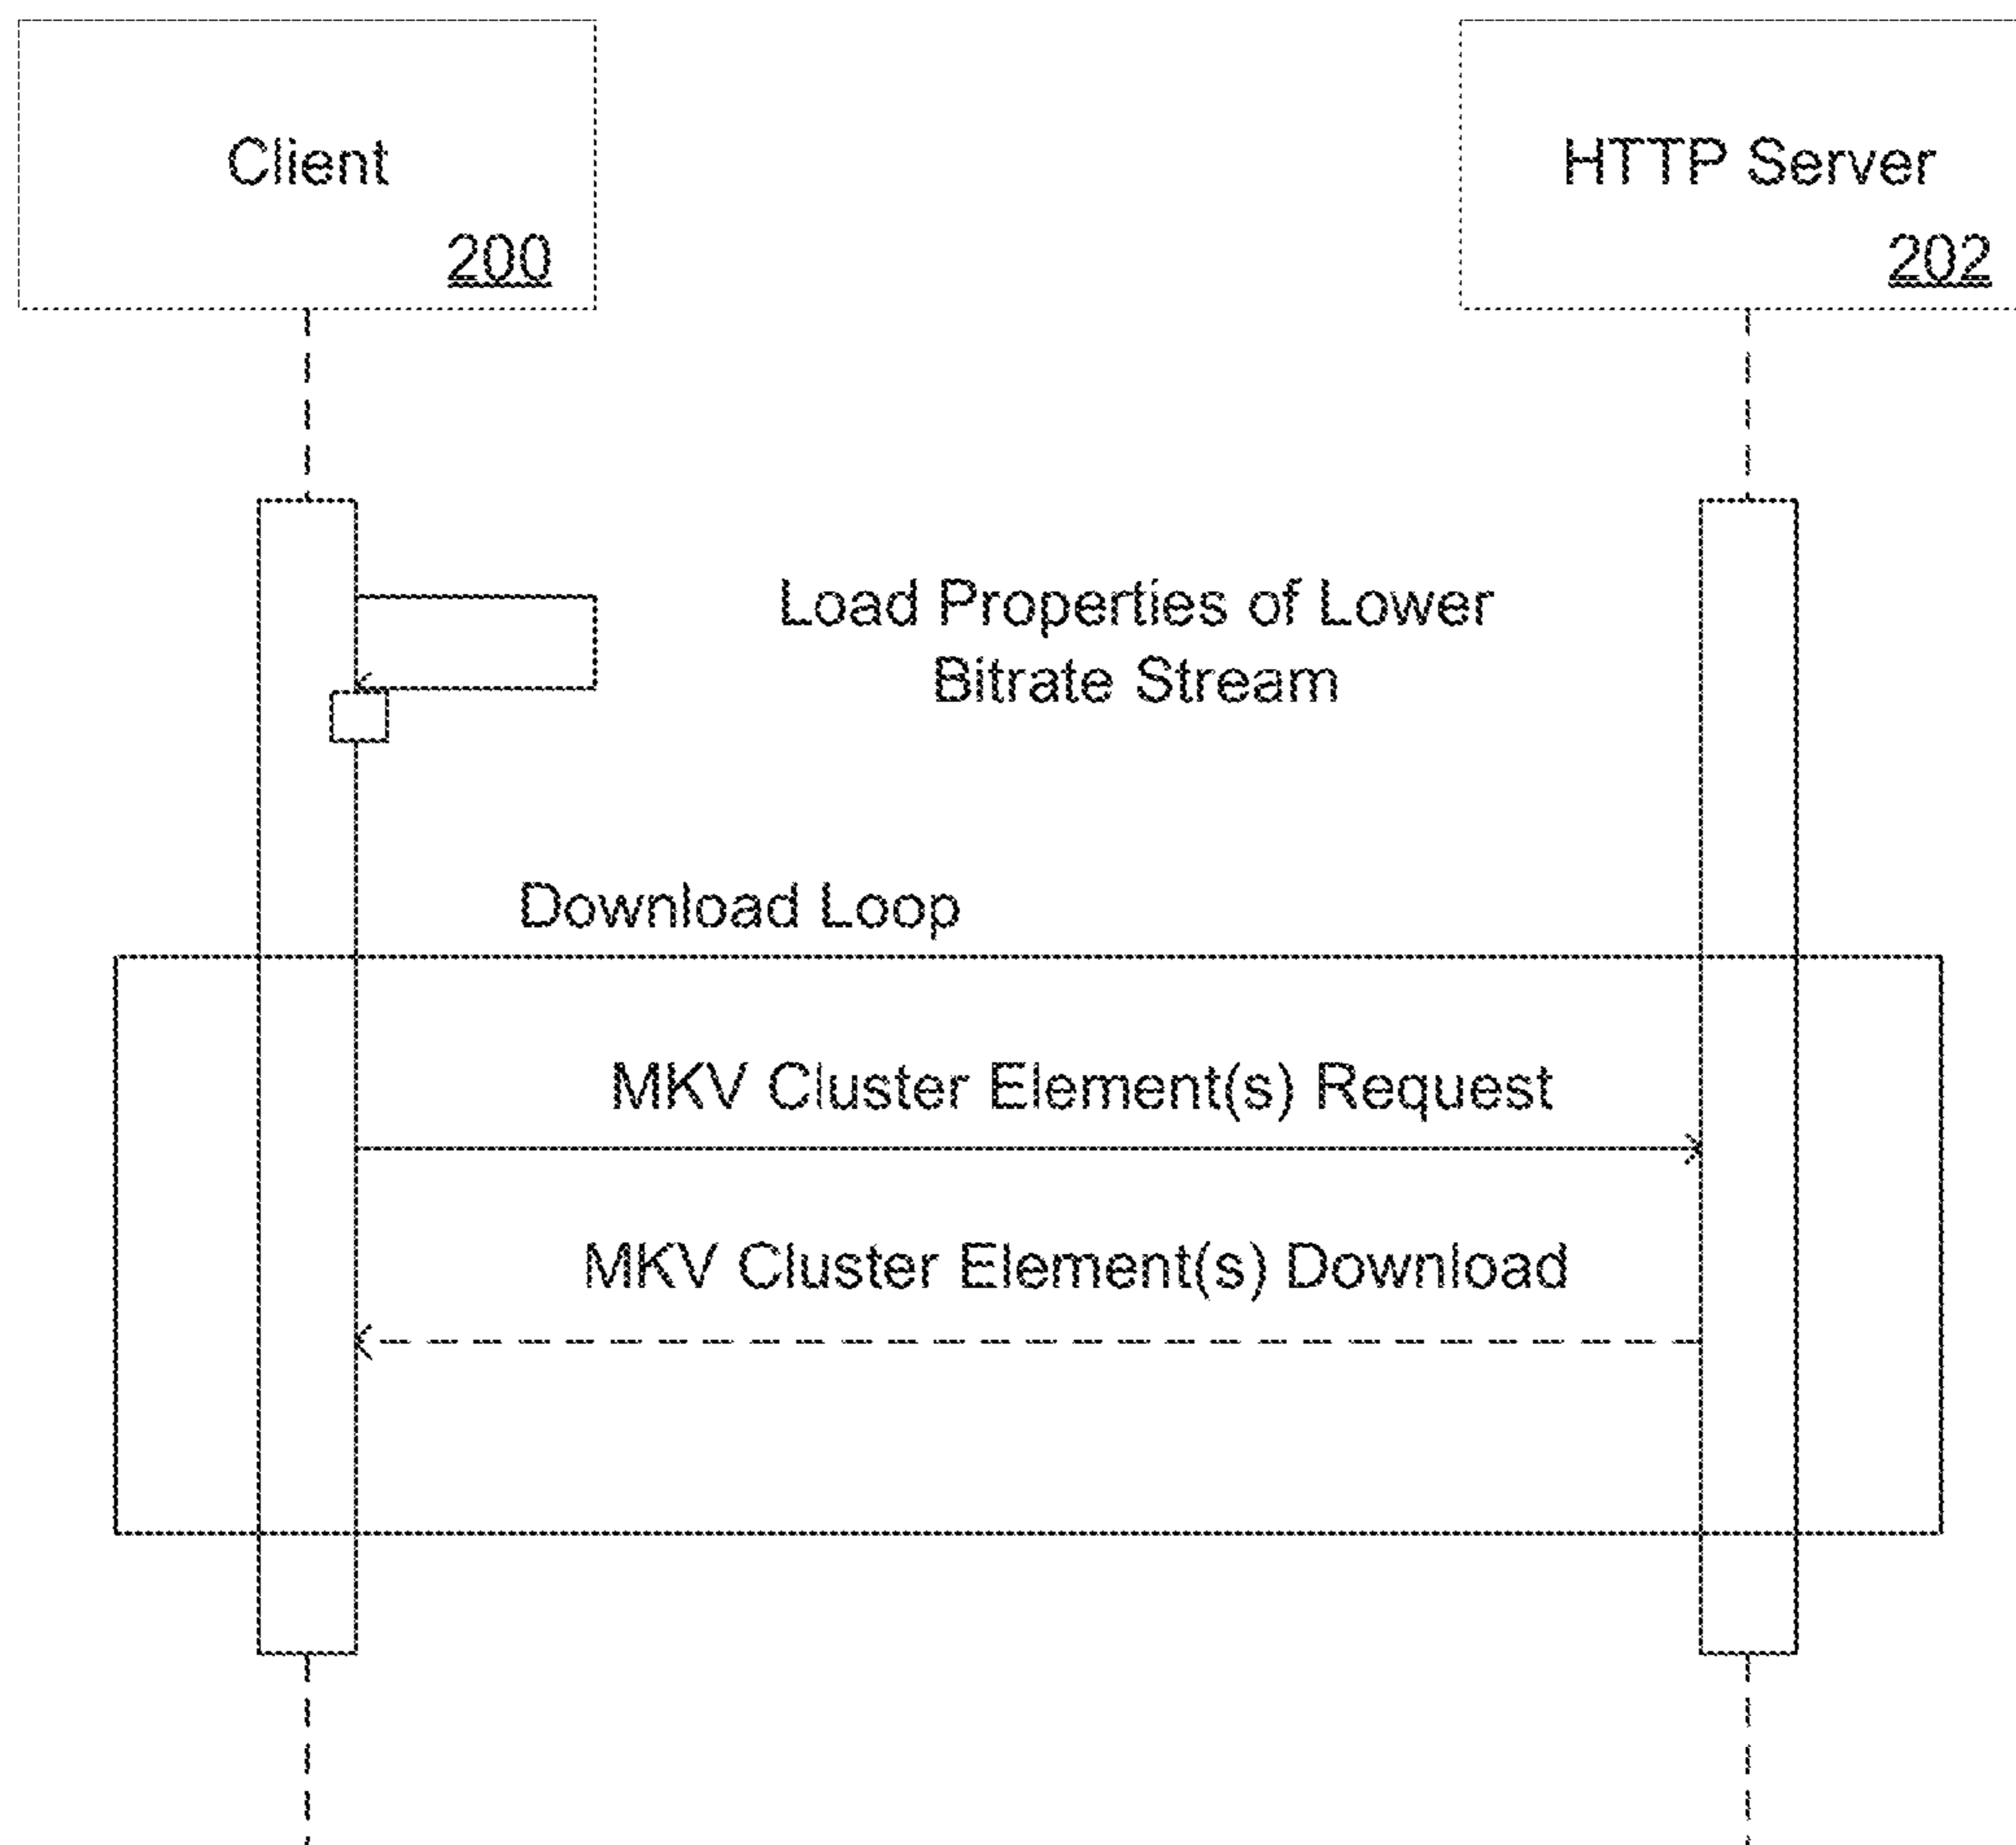 Client
200
HTTP Server
202
Load Properties of Lower
Bitrate Stream
Download Loop
MKV Cluster Element(s) Request
MKV Cluster Element(s) Download